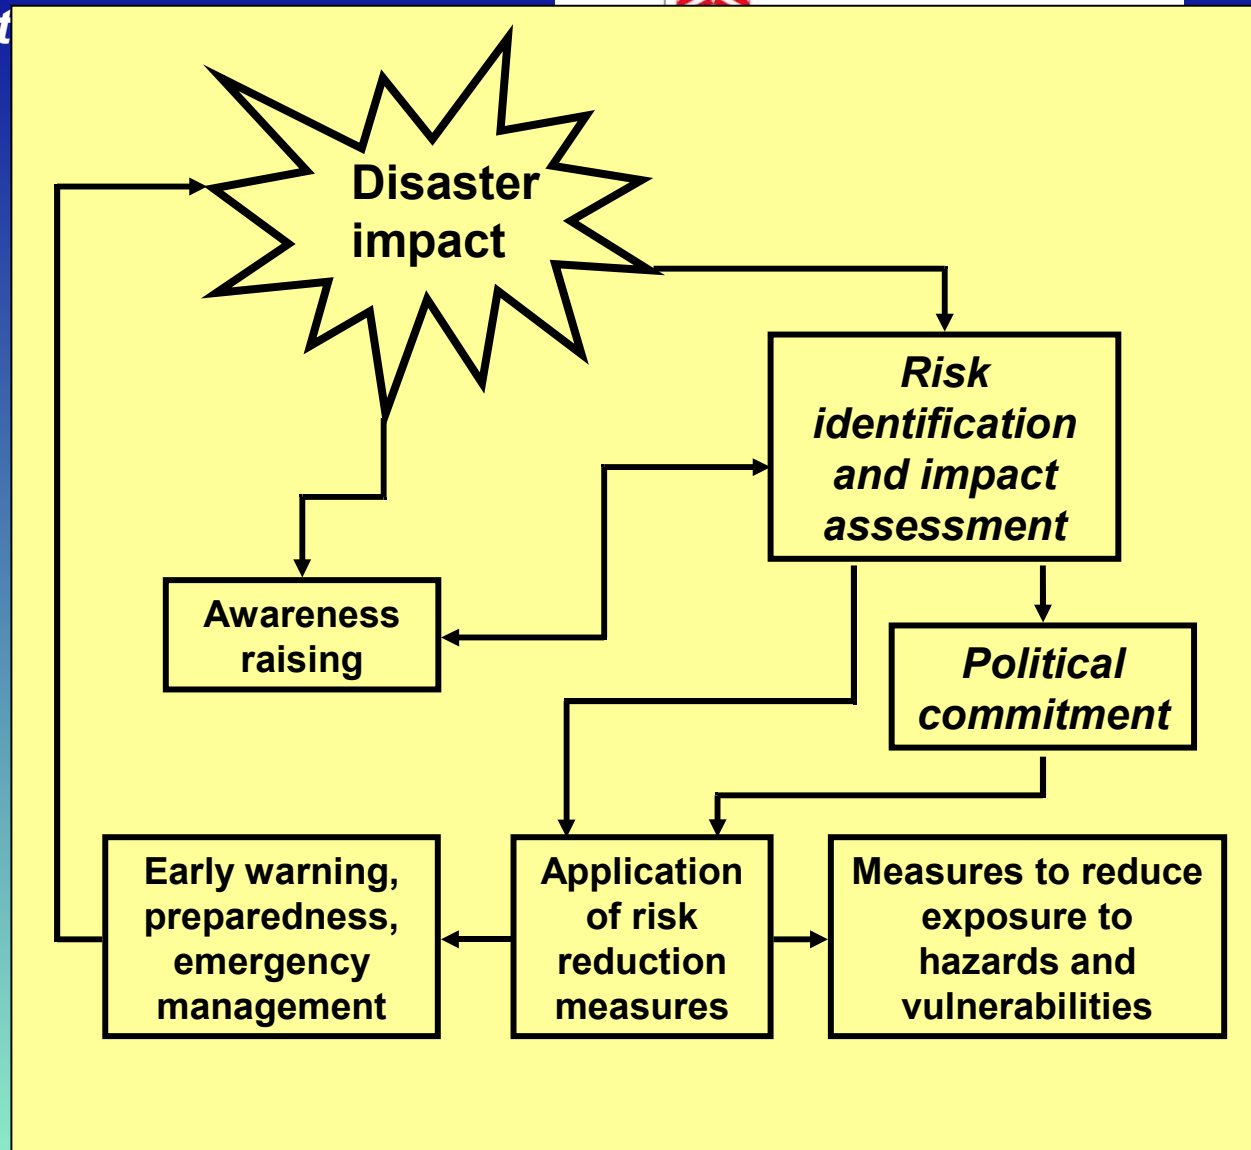 t
Disaster
impact
Risk
identification
and impact
assessment
Awareness
raising
Political
commitment
Early warning,
preparedness,
emergency
management
Application
of risk
reduction
measures
Measures to reduce
exposure to
hazards and
vulnerabilities